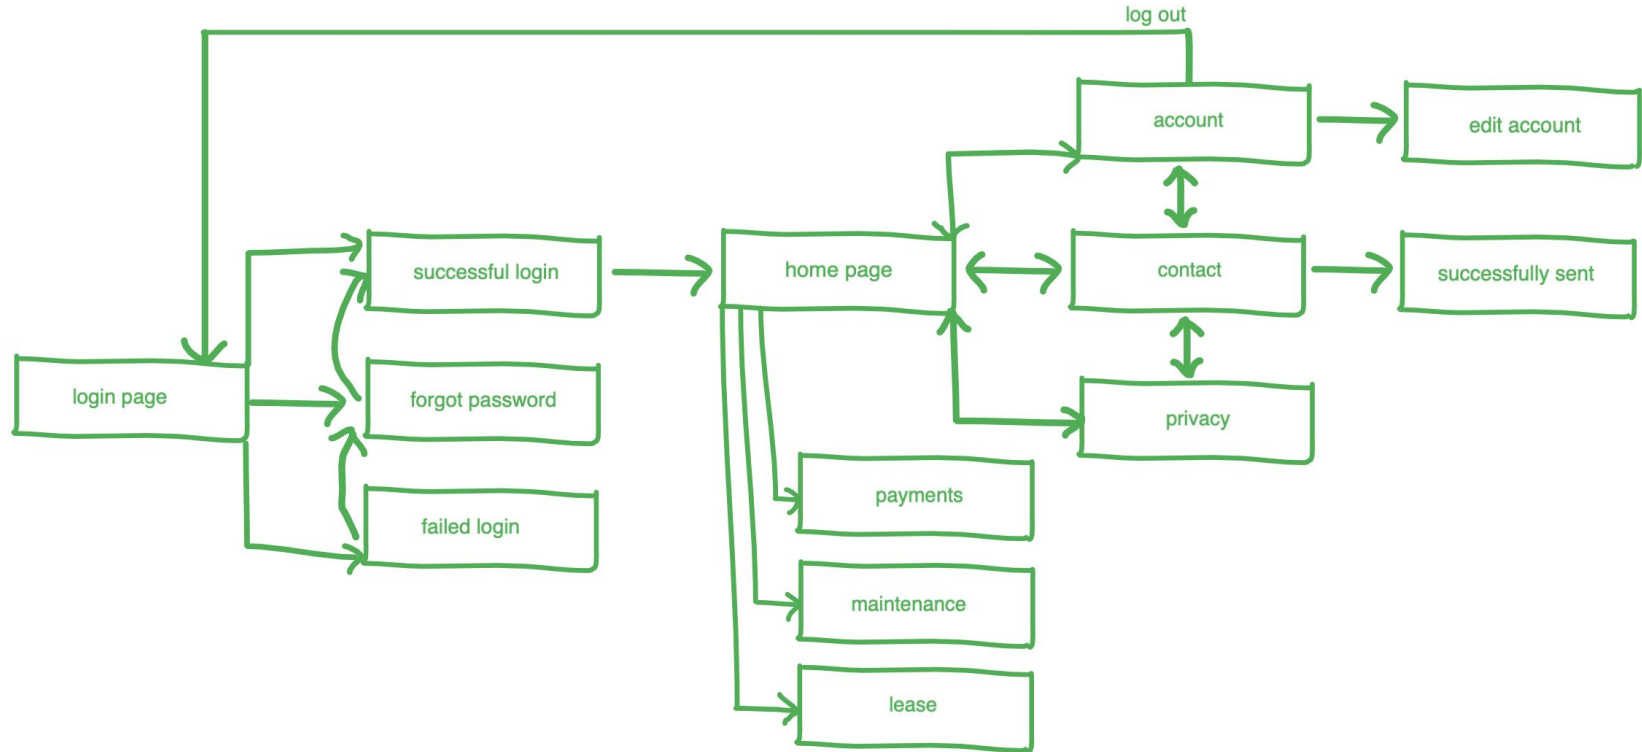 log out
account
edit account
successful login
home page
contact
successfully sent
login page
forgot password
privacy
failed login
payments
maintenance
lease